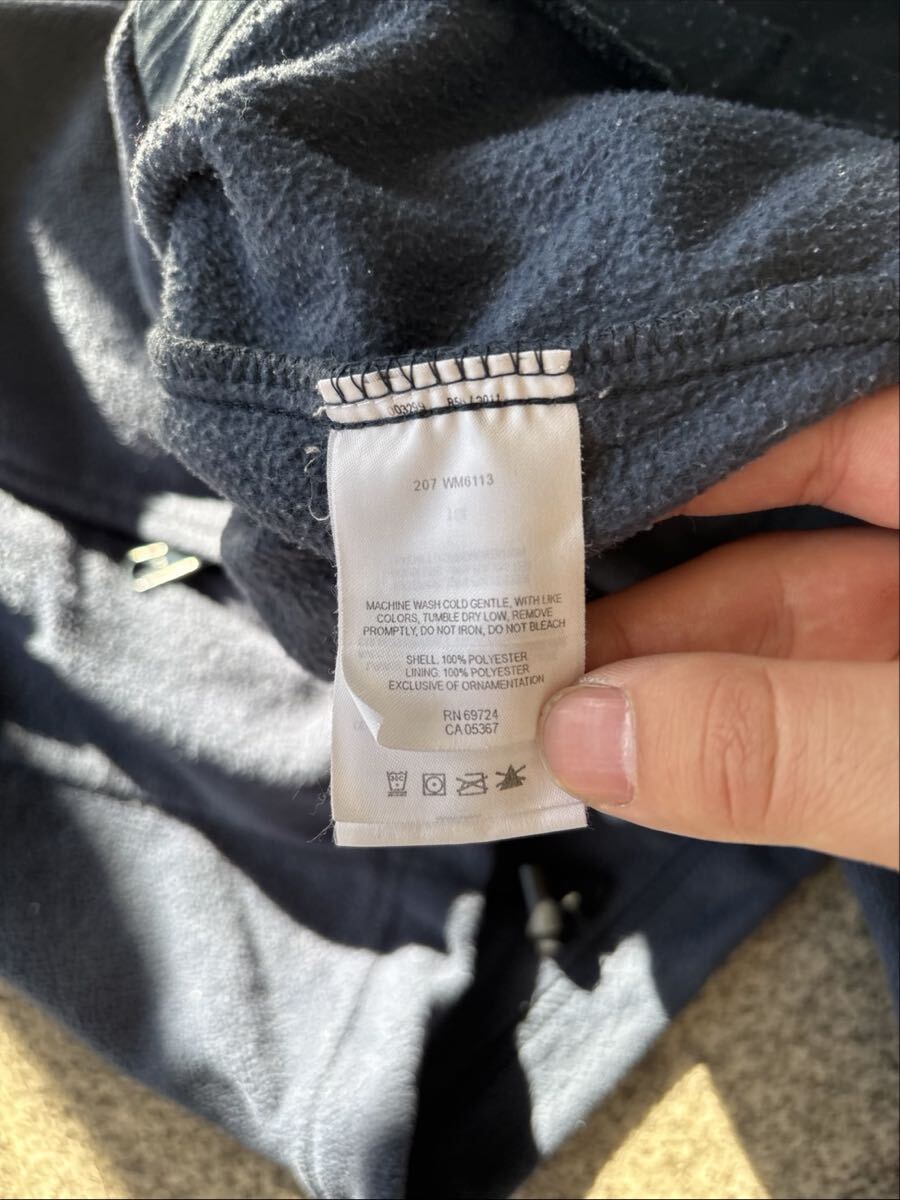 003299
207 WM6113
MACHINE WASH COLD GENTLE, WITH LIKE
COLORS, TUMBLE DRY LOW, REMOVE
PROMPTLY, DO NOT IRON, DO NOT BLEACH
SHELL. 100% POLYESTER
LINING. 100% POLYESTER
EXCLUSIVE OF ORNAMENTATION
RN 69724
CA 05367